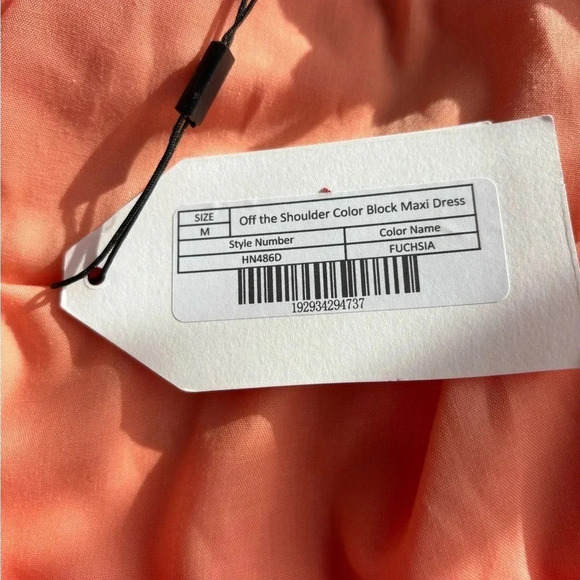 SIZE
Off the Shoulder Color Block Maxi Dress
M
Style Number Color Name
HN486D FUCHSIA
192934294737